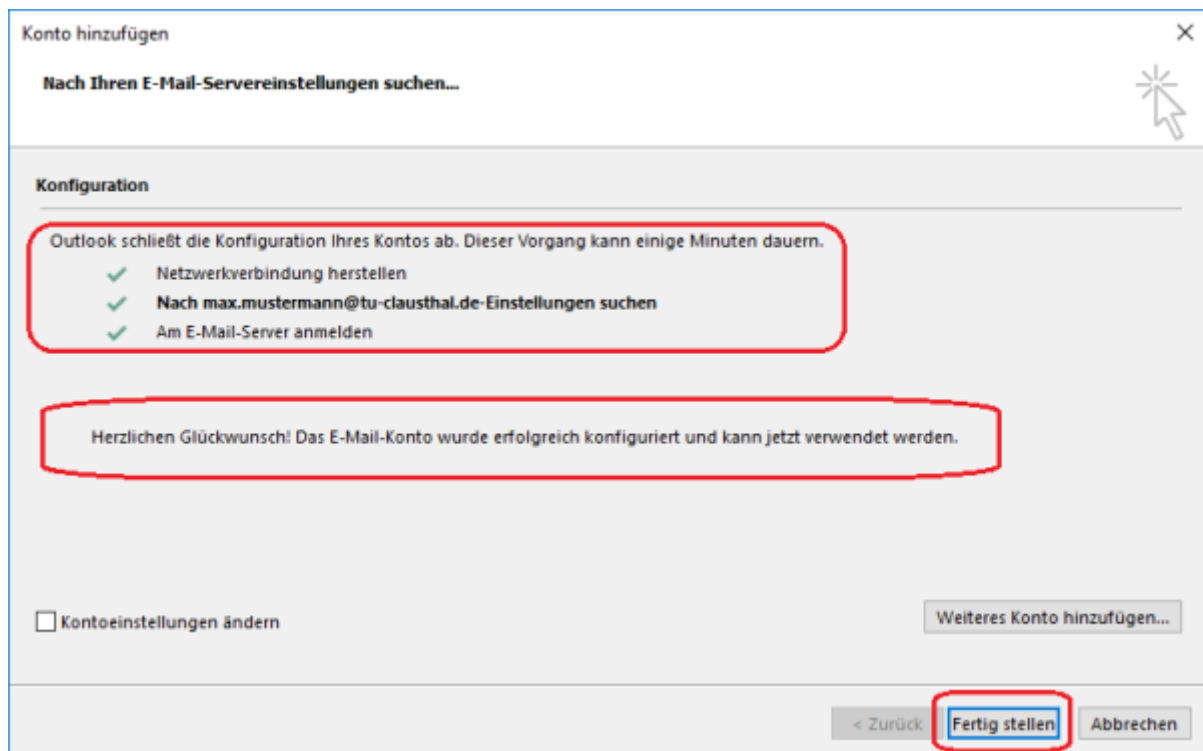 Konto hinzufügen
Nach Ihren E-Mail-Servereinstellungen suchen...
Konfiguration
Outlook schließt die Konfiguration Ihres Kontos ab. Dieser Vorgang kann einige Minuten dauern.
Netzwerkverbindung herstellen
Nach max.mustermann@tu-clausthal.de-Einstellungen suchen
Am E-Mail-Server anmelden
Herzlichen Glückwunsch! Das E-Mail-Konto wurde erfolgreich konfiguriert und kann jetzt verwendet werden.
Kontoeinstellungen ändern
Weiteres Konto hinzufügen...
< Zurück
Fertig stellen
Abbrechen